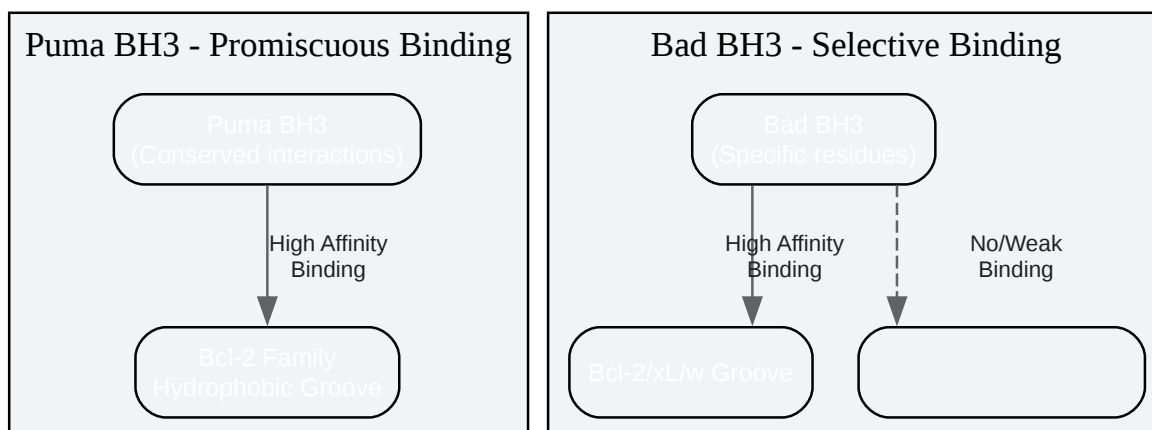 Puma BH3 - Promiscuous Binding
Puma BH3
(Conserved interactions)
High Affinity
Binding
Bcl-2 Family
Hydrophobic Groove
Bad BH3 - Selective Binding
Bad BH3
(Specific residues)
High Affinity
Binding
No/Weak
Binding
Bcl-2/xL/w Groove